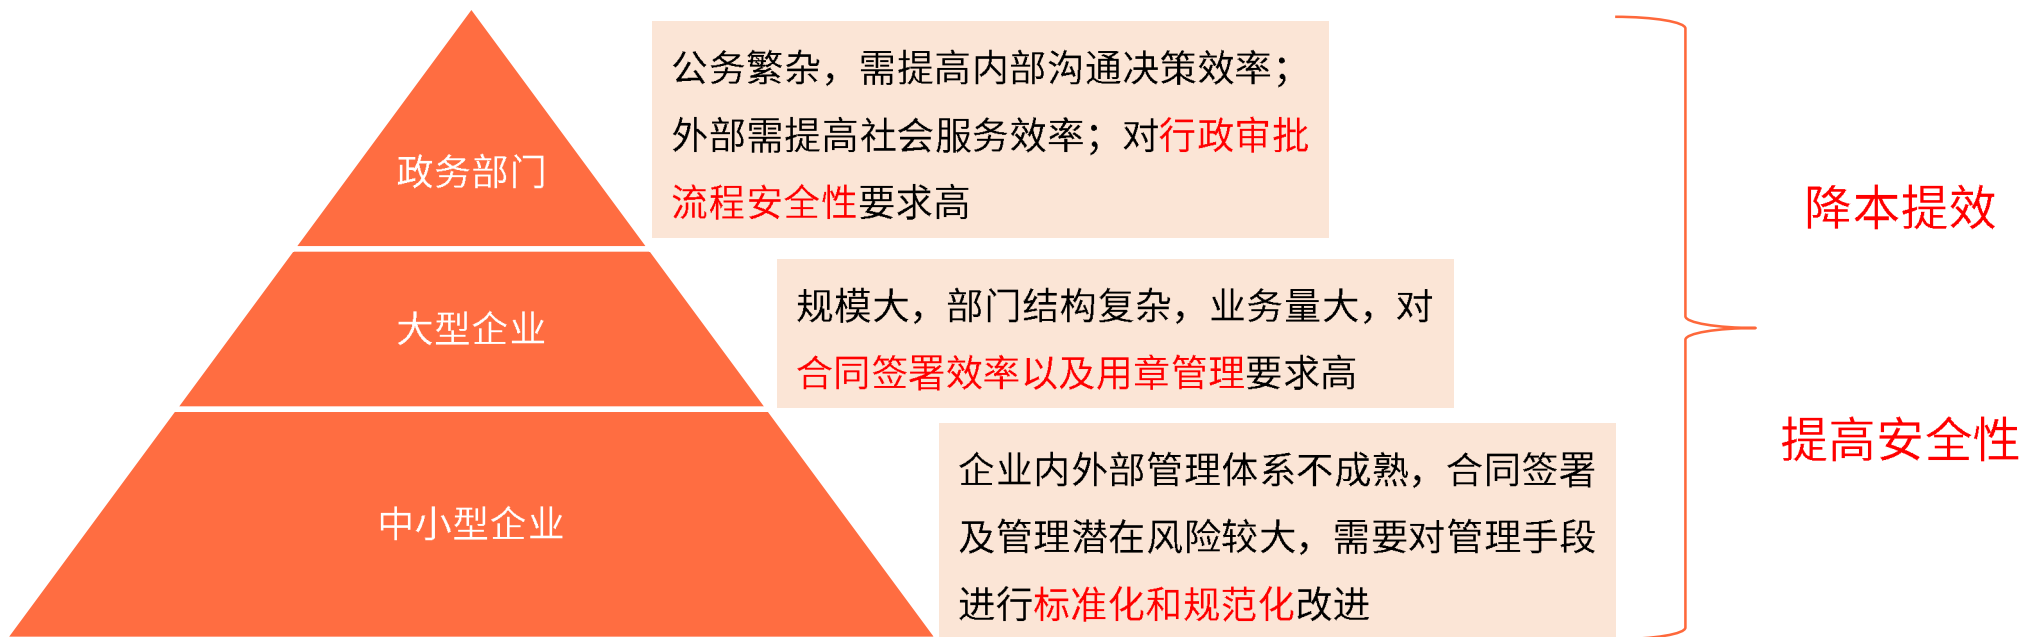 政务部门
公务繁杂，需提高内部沟通决策效率；
外部需提高社会服务效率；对行政审批
流程安全性要求高
大型企业
规模大，部门结构复杂，业务量大，对
合同签署效率以及用章管理要求高
中小型企业
企业内外部管理体系不成熟，合同签署
及管理潜在风险较大，需要对管理手段
进行标准化和规范化改进
降本提效
提高安全性